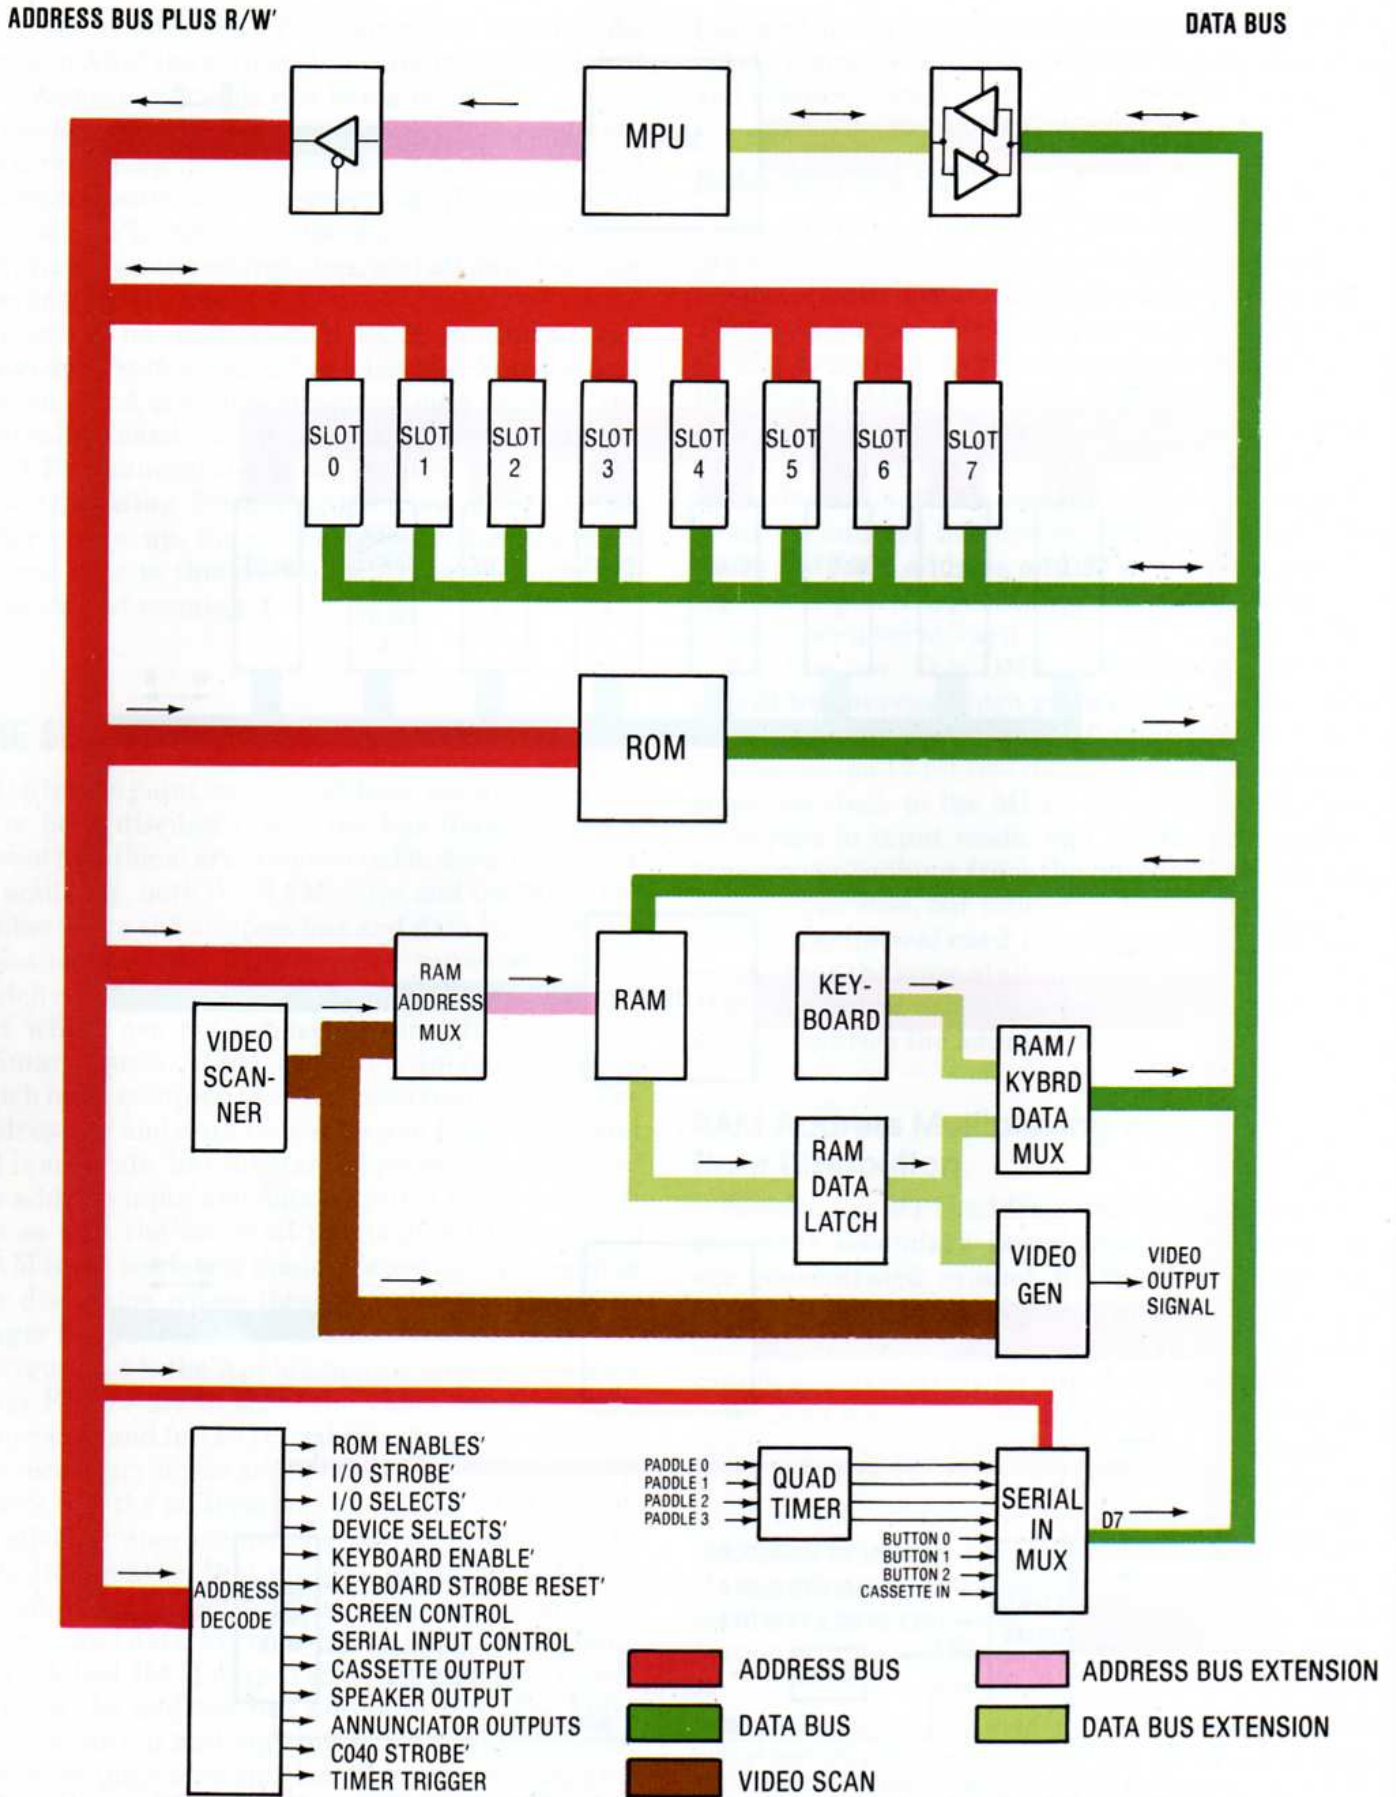 ADDRESS BUS PLUS R/W'
DATA BUS
MPU
SLOT
0
SLOT
1
SLOT
2
SLOT
3
SLOT
4
SLOT
5
SLOT
6
SLOT
7
ROM
RAM
ADDRESS
MUX
RAM
KEY-
BOARD
VIDEO
SCAN-
NER
RAM/
KYBRD
DATA
MUX
RAM
DATA
LATCH
VIDEO
GEN
VIDEO
OUTPUT
SIGNAL
ADDRESS
DECODE
ROM ENABLES'
I/O STROBE'
I/O SELECTS'
DEVICE SELECTS'
KEYBOARD ENABLE'
KEYBOARD STROBE RESET'
SCREEN CONTROL
SERIAL INPUT CONTROL
CASSETTE OUTPUT
SPEAKER OUTPUT
ANNUNCIATOR OUTPUTS
C040 STROBE'
TIMER TRIGGER
PADDLE 0
PADDLE 1
PADDLE 2
PADDLE 3
QUAD
TIMER
BUTTON 0
BUTTON 1
BUTTON 2
CASSETTE IN
SERIAL
IN
MUX
D7
ADDRESS BUS
DATA BUS
VIDEO SCAN
ADDRESS BUS EXTENSION
DATA BUS EXTENSION